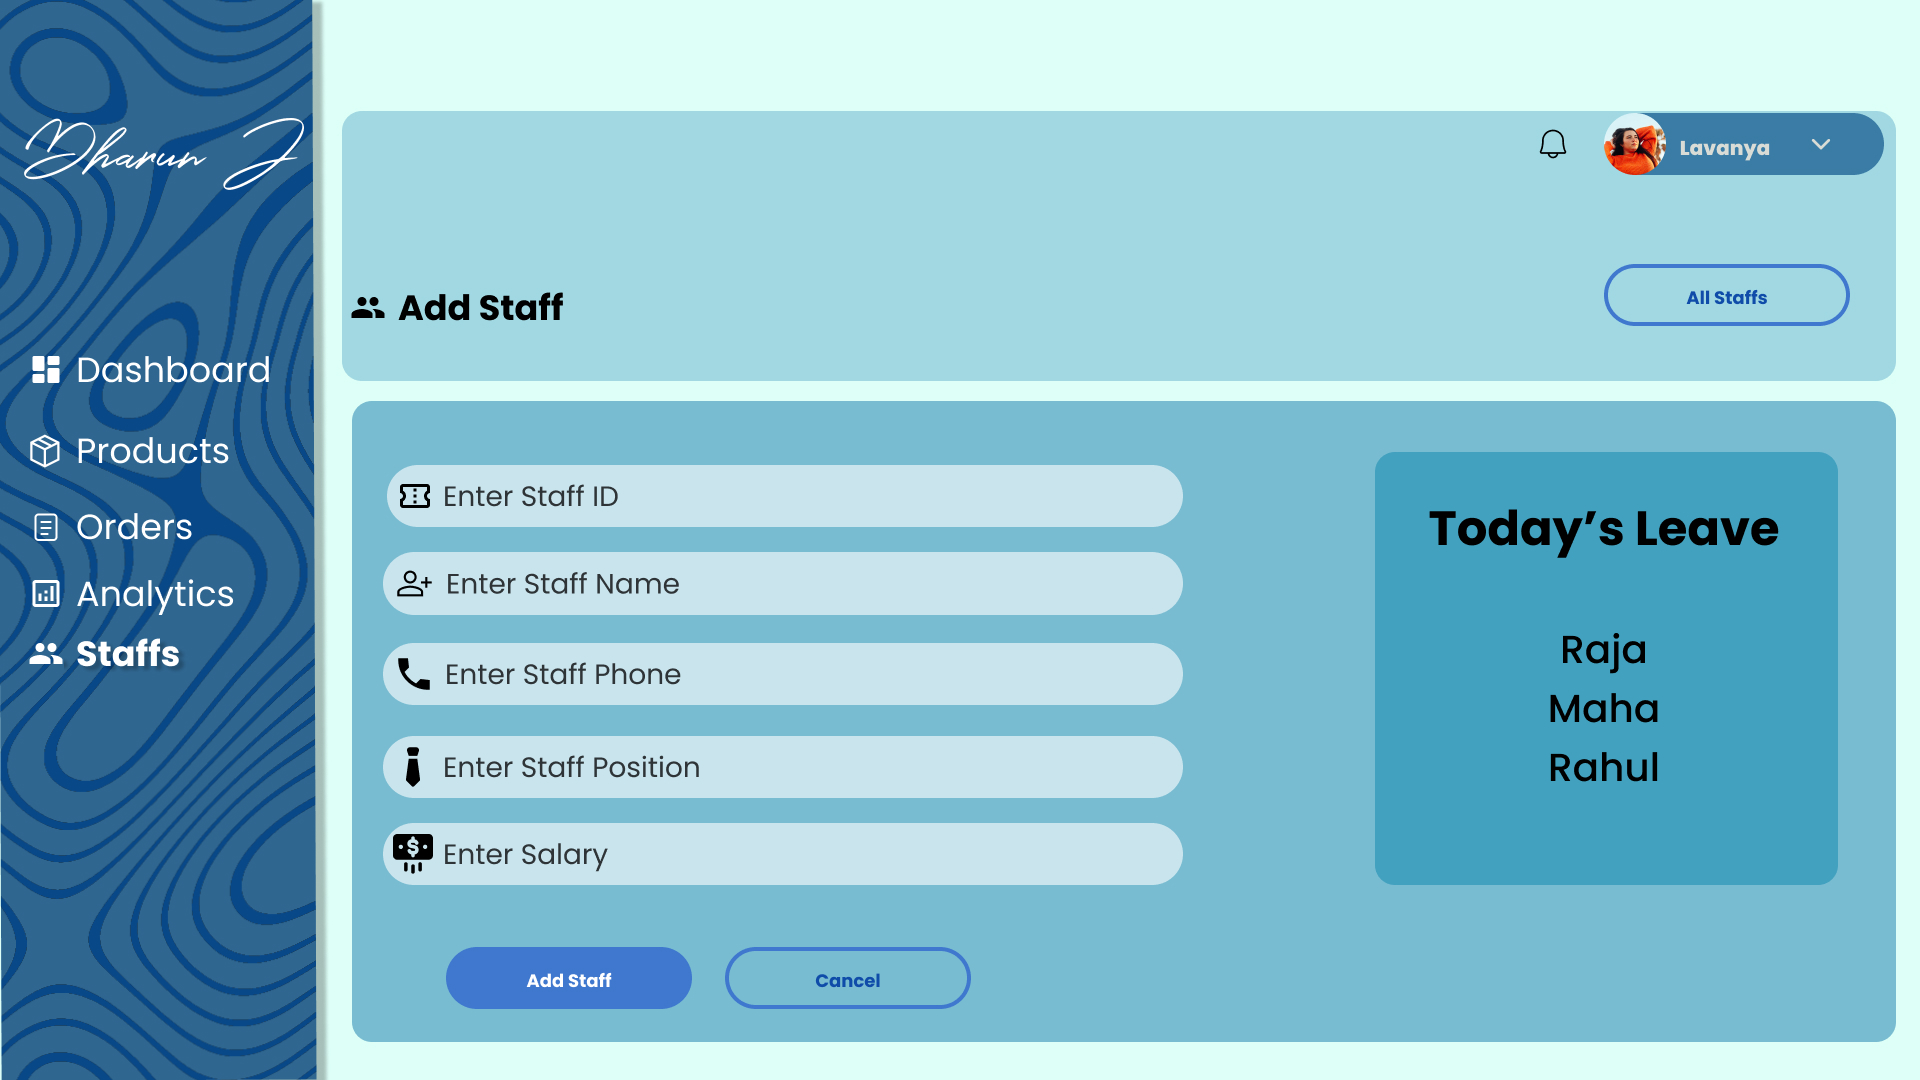 Dharun J
Dashboard
Products
Orders
Analytics
Staffs
Lavanya
Add Staff
All Staffs
Enter Staff ID
Enter Staff Name
Enter Staff Phone
Enter Staff Position
Enter Salary
Add Staff
Cancel
Today’s Leave
Raja
Maha
Rahul